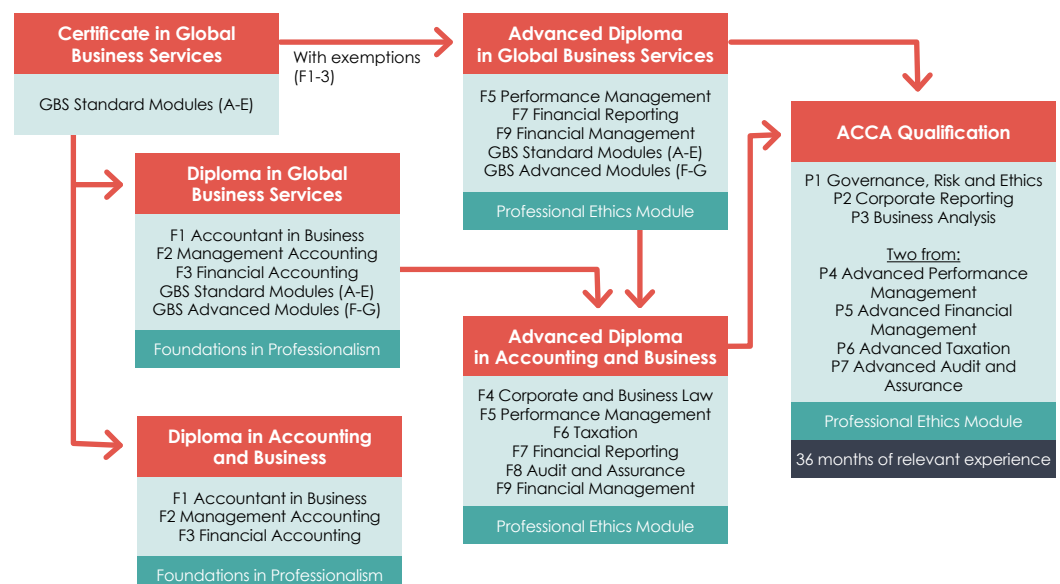 Certificate in Global
Business Services
GBS Standard Modules (A-E)
With exemptions
(F1-3)
Advanced Diploma
in Global Business Services
F5 Performance Management
F7 Financial Reporting
F9 Financial Management
GBS Standard Modules (A-E)
GBS Advanced Modules (F-G
Professional Ethics Module
Diploma in Global
Business Services
F1 Accountant in Business
F2 Management Accounting
F3 Financial Accounting
GBS Standard Modules (A-E)
GBS Advanced Modules (F-G)
Foundations in Professionalism
Diploma in Accounting
and Business
F1 Accountant in Business
F2 Management Accounting
F3 Financial Accounting
Foundations in Professionalism
Advanced Diploma
in Accounting and Business
F4 Corporate and Business Law
F5 Performance Management
F6 Taxation
F7 Financial Reporting
F8 Audit and Assurance
F9 Financial Management
Professional Ethics Module
ACCA Qualification
P1 Governance, Risk and Ethics
P2 Corporate Reporting
P3 Business Analysis
Two from:
P4 Advanced Performance
Management
P5 Advanced Financial
Management
P6 Advanced Taxation
P7 Advanced Audit and
Assurance
Professional Ethics Module
36 months of relevant experience